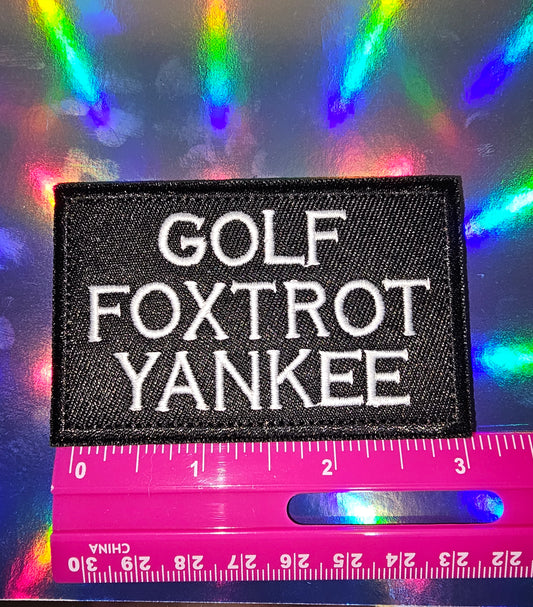 GOLF
FOXTROT
YANKEE
0 1 2 3
CHINA
30 29 28 27 26 25 24 23 22